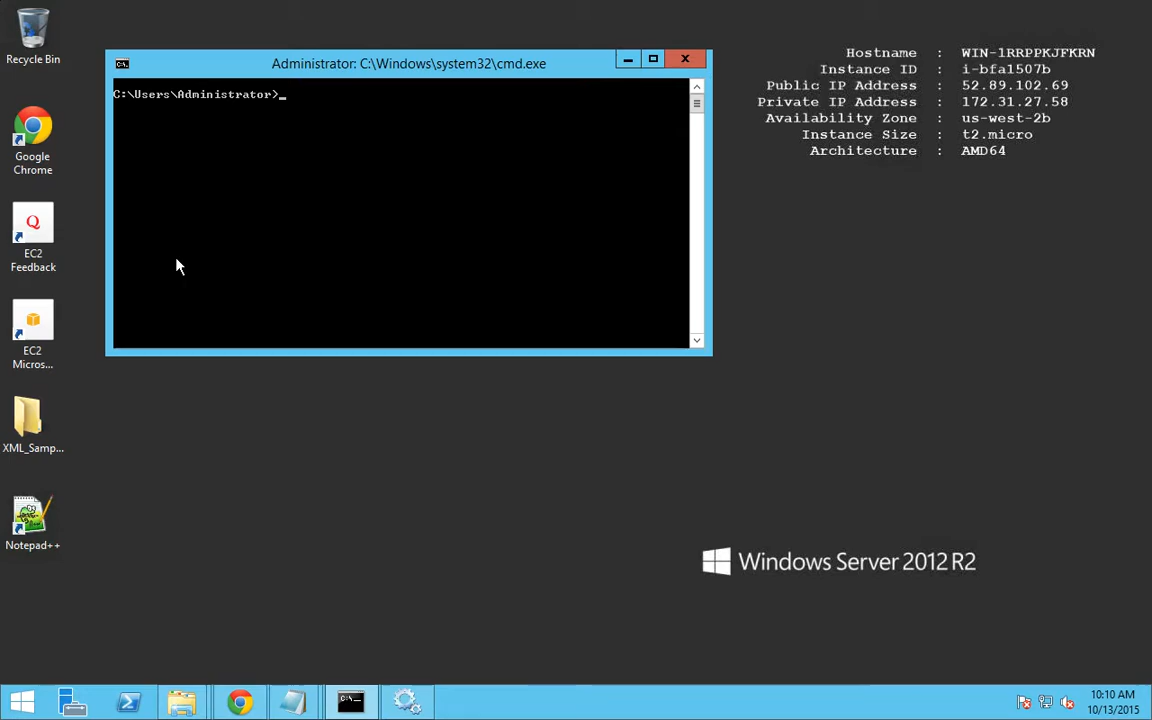 Recycle Bin
Google
Chrome
EC2
Feedback
EC2
Micros...
XML_Samp...
Notepad++
Administrator: C:\Windows\system32\cmd.exe
C:\Users\Administrator>_
Hostname : WIN-1RRPPKJFKRN
Instance ID : i-bfa1507b
Public IP Address : 52.89.102.69
Private IP Address : 172.31.27.58
Availability Zone : us-west-2b
Instance Size : t2.micro
Architecture : AMD64
Windows Server 2012 R2
10:10 AM
10/13/2015